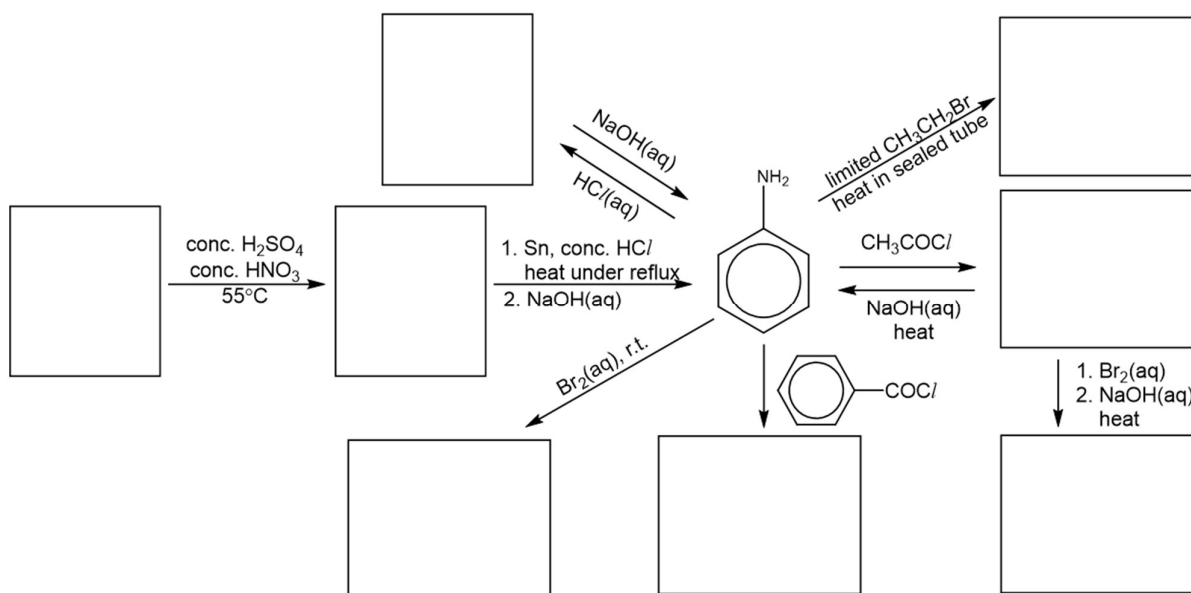 NaOH(aq)
HCl(aq)
limited CH₃CH₂Br
heat in sealed tube
NH₂
conc. H₂SO₄
conc. HNO₃
55°C
1. Sn, conc. HCl
heat under reflux
2. NaOH(aq)
CH₃COCl
NaOH(aq)
heat
Br₂(aq), r.t.
COCl
1. Br₂(aq)
2. NaOH(aq)
heat